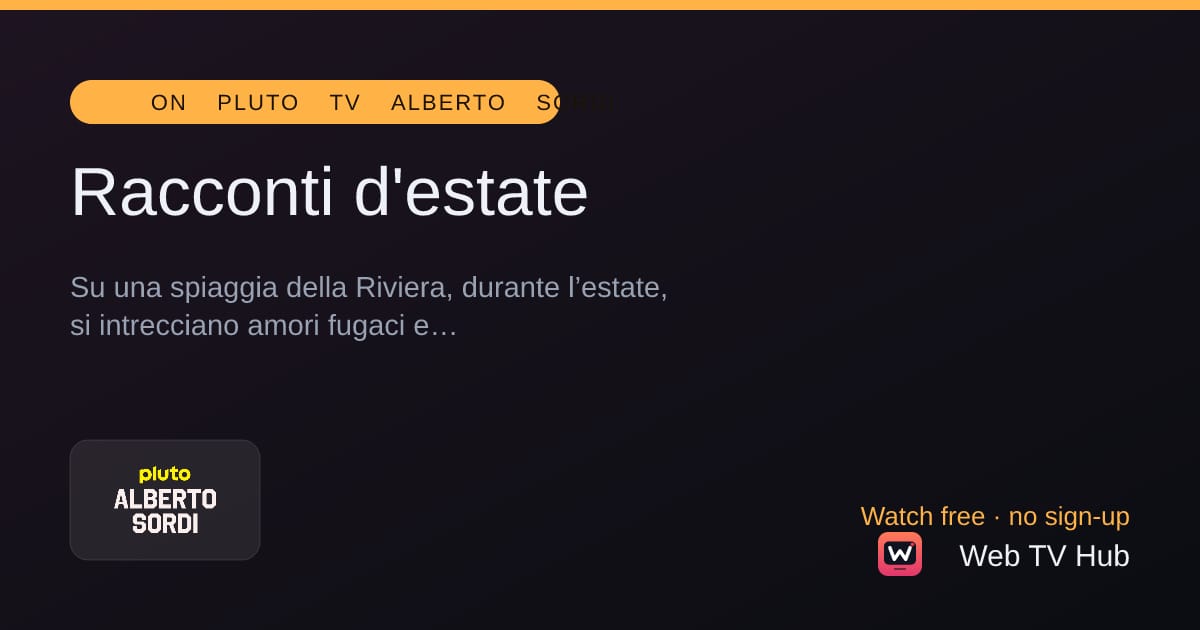 ON PLUTO TV ALBERTO SORDI
Racconti d'estate
Su una spiaggia della Riviera, durante l’estate,
si intrecciano amori fugaci e…
pluto
ALBERTO
SORDI
Watch free · no sign-up
W
Web TV Hub